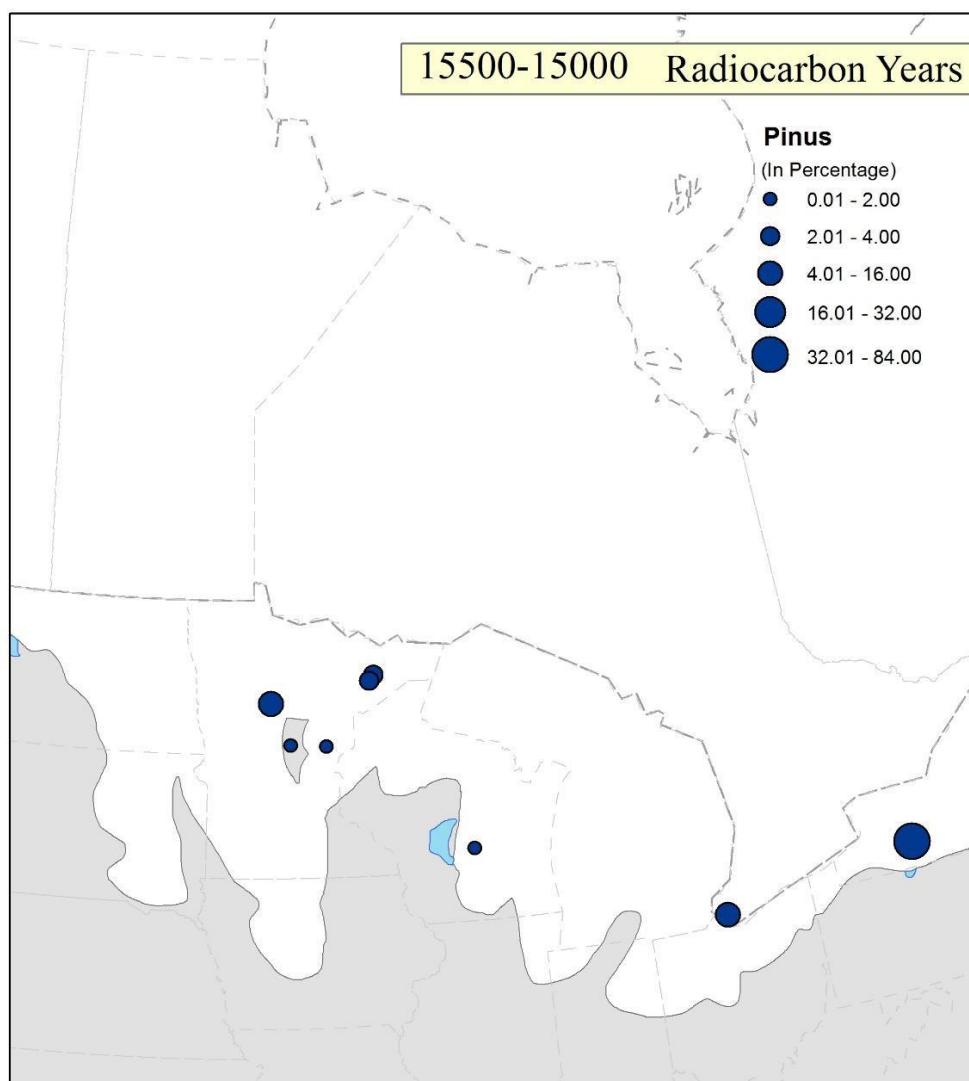 15500-15000 Radiocarbon Years
Pinus
(In Percentage)
0.01 - 2.00
2.01 - 4.00
4.01 - 16.00
16.01 - 32.00
32.01 - 84.00